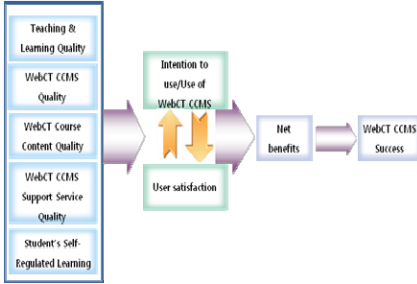 Teaching &
Learning Quality
WebCT CCMS
Quality
WebCT Course
Content Quality
WebCT CCMS
Support Service
Quality
Student's Self-
Regulated Learning
Intention to
use/Use of
WebCT CCMS
User satisfaction
Net
benefits
WebCT CCMS
Success